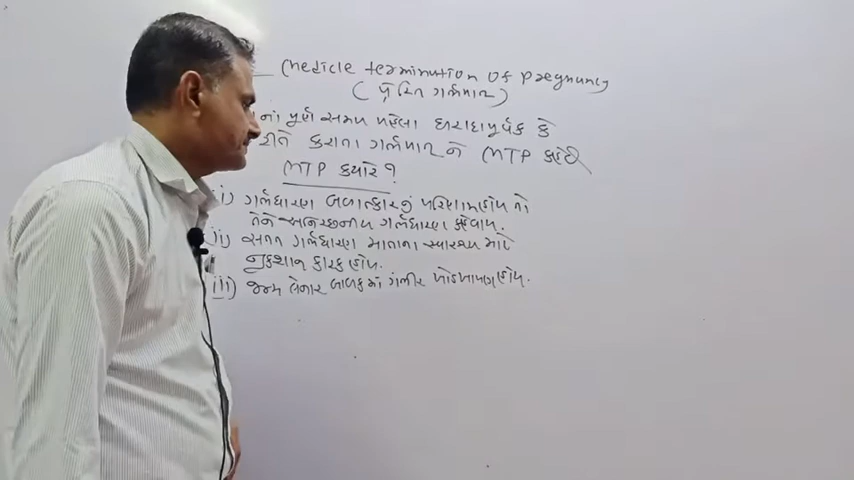 Medicle termination of pregnancy
(પ્રેરિત ગર્ભપાત)
પૂર્ણ સમય પહેલા ઇરાદાપૂર્વક કે
રીતે કરાતા ગર્ભપાતને MTP કહે છે
MTP ક્યારે ?
i) ગર્ભધારણ બળાત્કારનું પરિણામ હોય તો
તેને અનિચ્છનીય ગર્ભધારણ કહેવાય.
ii) સતત ગર્ભધારણ માતાના સ્વાસ્થ્ય માટે
નુકશાન કારક હોય.
iii) જન્મ લેનાર બાળકમાં ગંભીર ખોડખાપણ હોય.